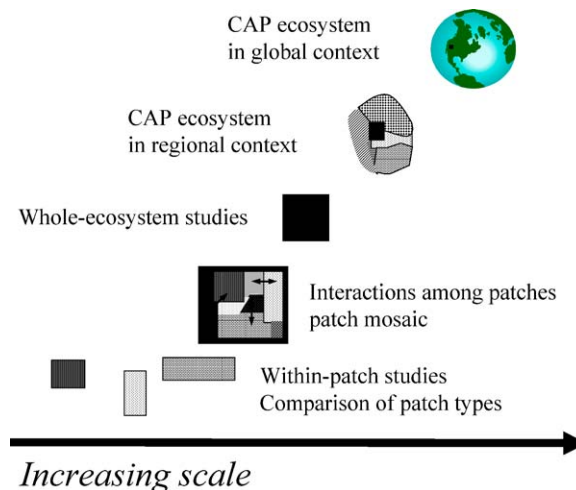 CAP ecosystem
in global context
CAP ecosystem
in regional context
Whole-ecosystem studies
Interactions among patches
patch mosaic
Within-patch studies
Comparison of patch types
Increasing scale